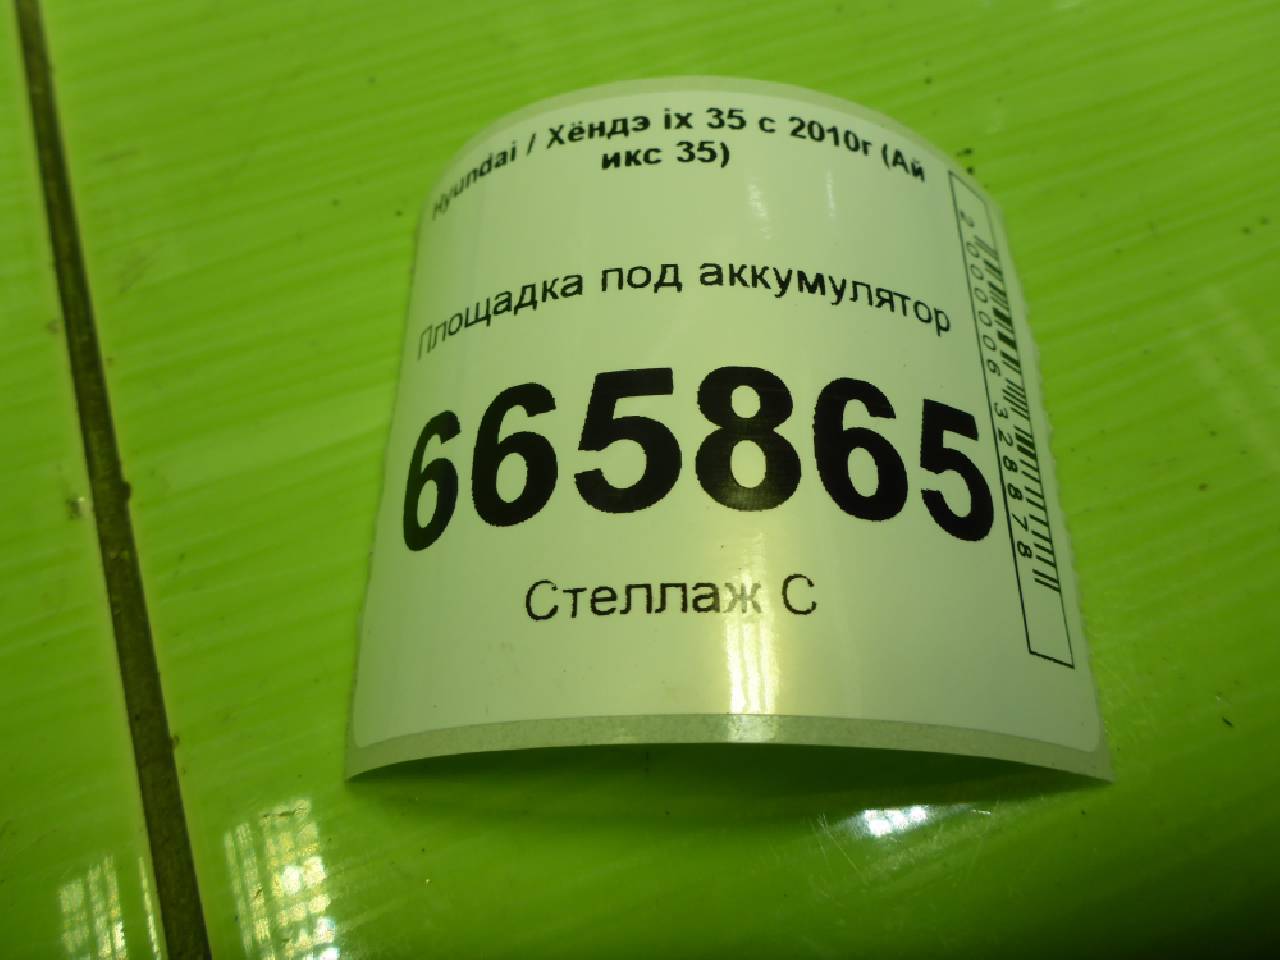 Hyundai / Хёндэ ix 35 с 2010г (Ай
икс 35)
Площадка под аккумулятор
665865
Стеллаж С
2000006328878